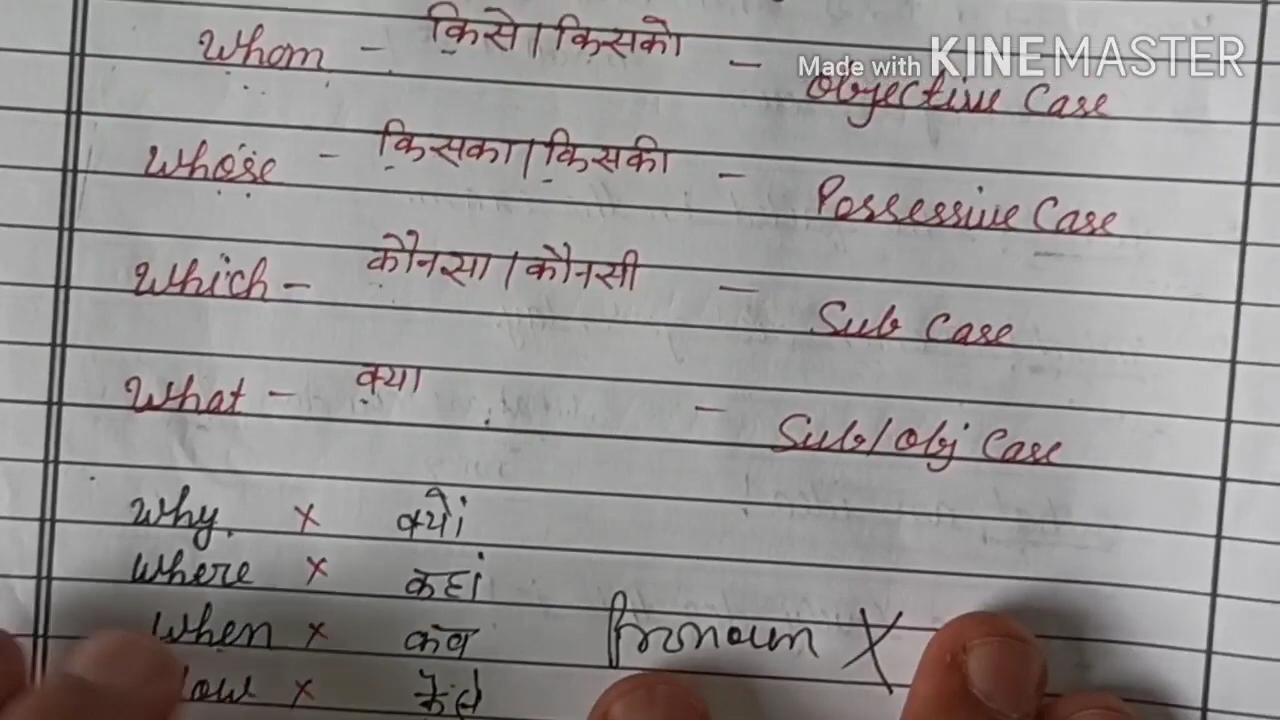 Whom - किसे / किसको - Objective Case
Made with KINEMASTER
Whose - किसका / किसकी - Possessive Case
Which - कौनसा / कौनसी - Sub Case
What - क्या - Sub/Obj Case
Why x क्यों
Where x कहां
When x कब Pronoun X
How x कैसे